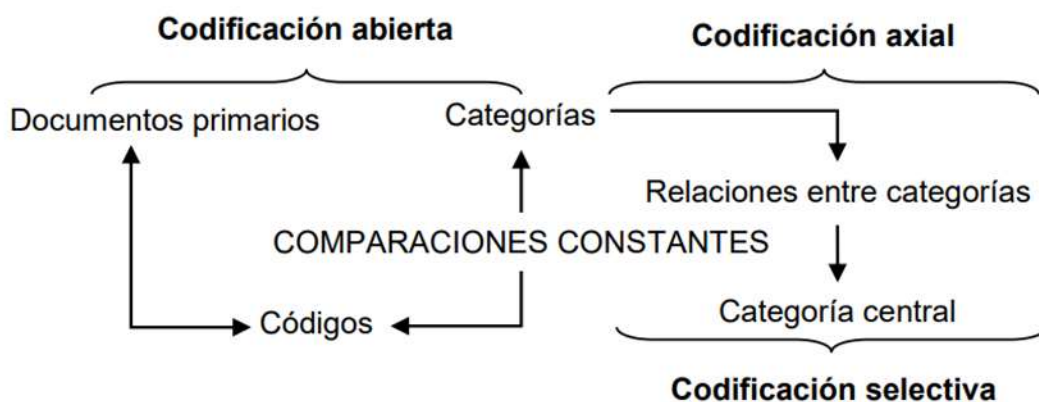 Codificación abierta
Codificación axial
Documentos primarios
Categorías
Relaciones entre categorías
COMPARACIONES CONSTANTES
Códigos
Categoría central
Codificación selectiva